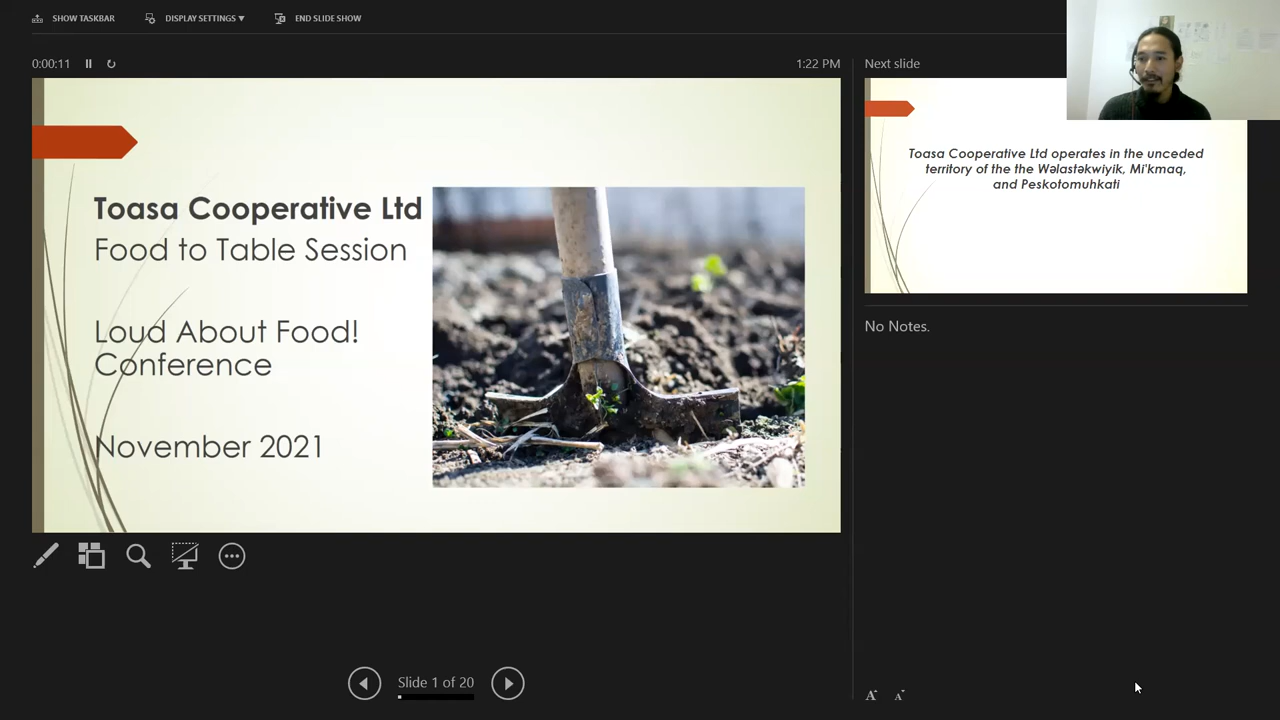 SHOW TASKBAR
DISPLAY SETTINGS ▼
END SLIDE SHOW
0:00:11
1:22 PM
Toasa Cooperative Ltd
Food to Table Session
Loud About Food!
Conference
November 2021
Slide 1 of 20
Next slide
Toasa Cooperative Ltd operates in the unceded
territory of the the Wəlastəkwiyik, Mi'kmaq,
and Peskotomuhkati
No Notes.
A A